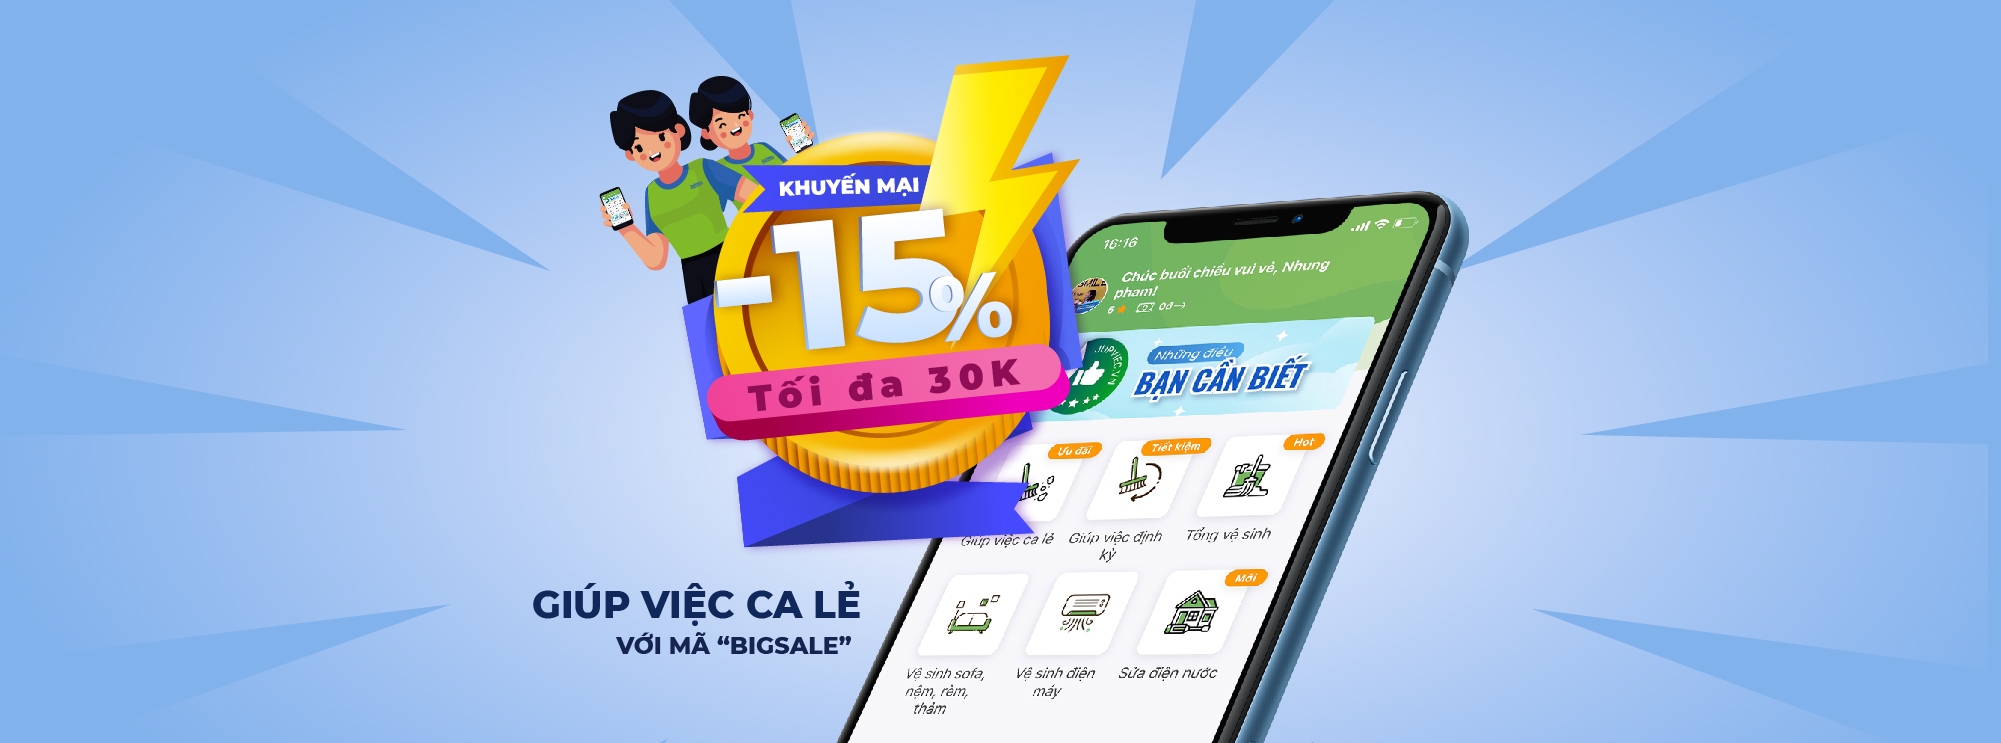 KHUYẾN MẠI
-15%
Tối đa 30K
GIÚP VIỆC CA LẺ
VỚI MÃ “BIGSALE”
16:16
Chúc buổi chiều vui vẻ, Nhung
pham!
5
0đ
Những điều
BẠN CẦN BIẾT
Ưu đãi
Tiết kiệm
Hot
Giúp việc ca lẻ
Giúp việc định
kỳ
Tổng vệ sinh
Mới
Vệ sinh sofa,
nệm, rèm,
thảm
Vệ sinh điện
máy
Sửa điện nước